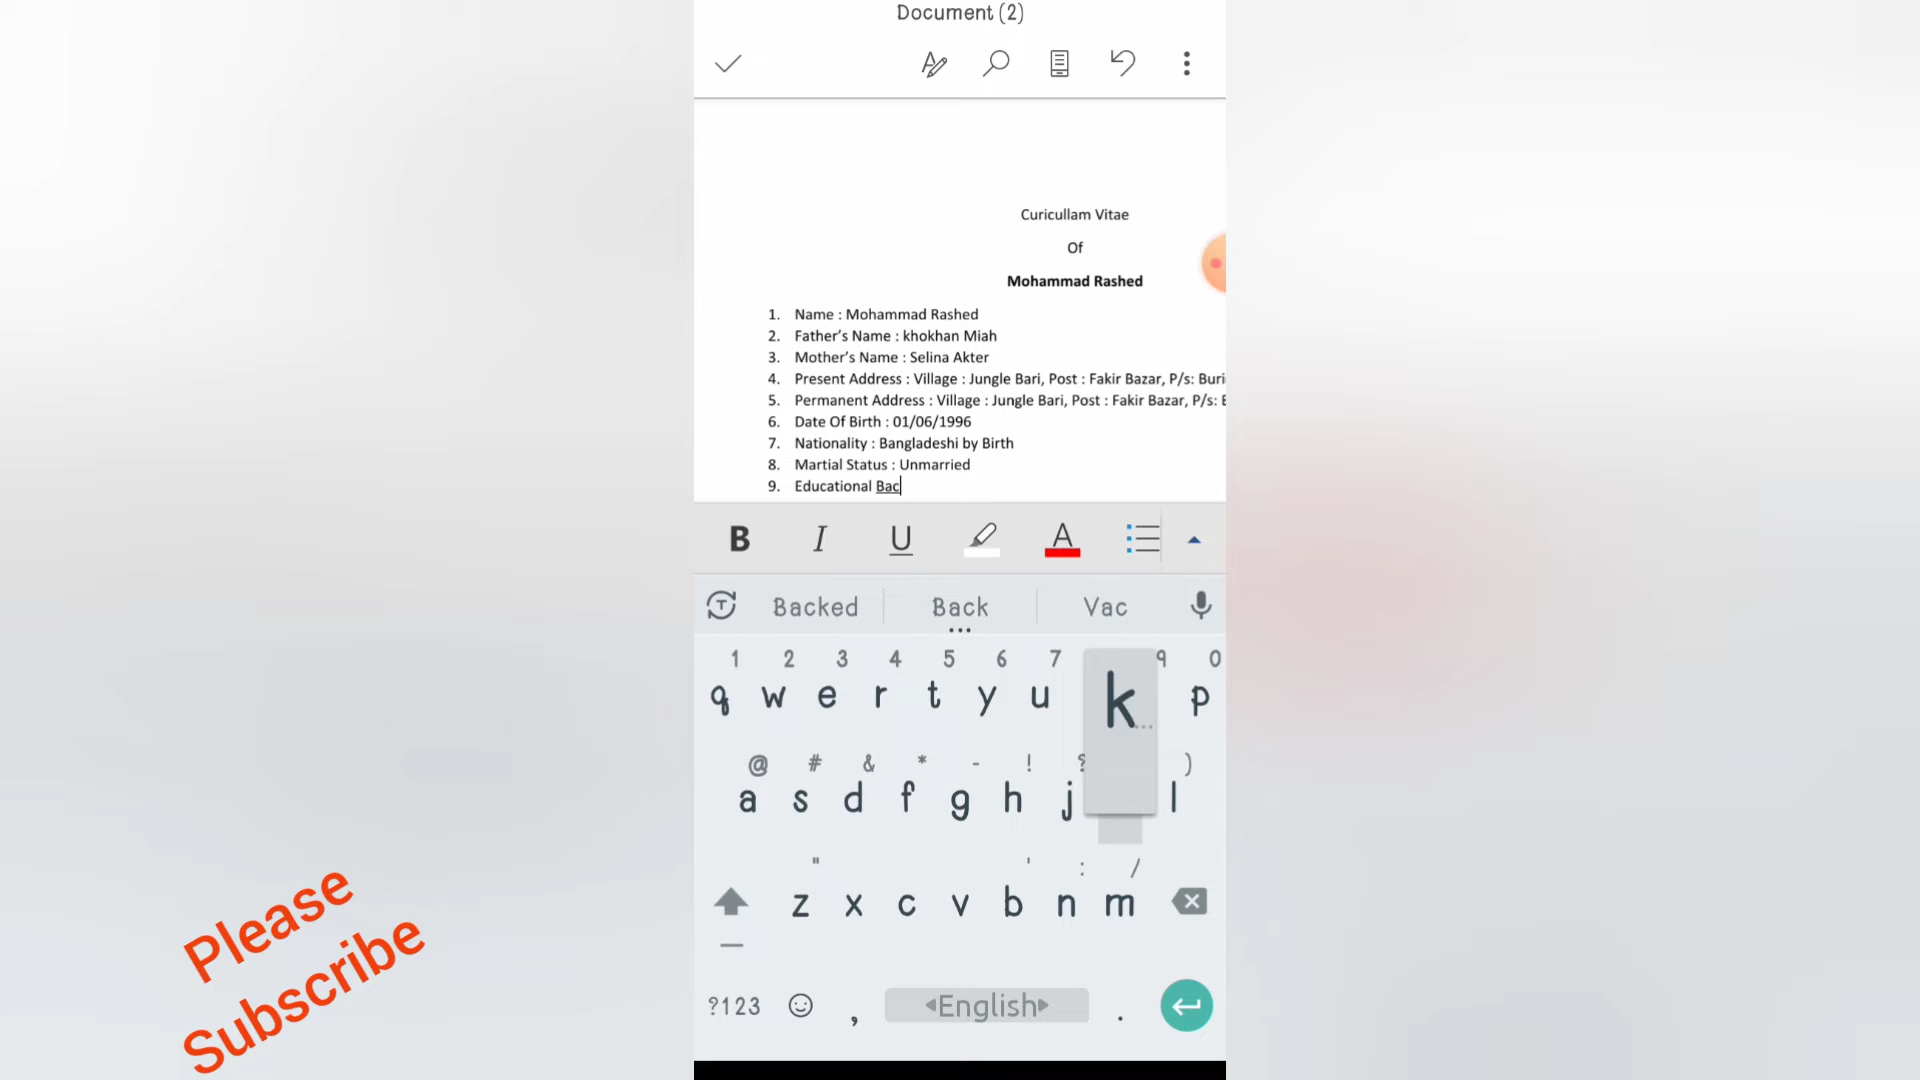 Document (2)
Curicullam Vitae
Of
Mohammad Rashed
1. Name : Mohammad Rashed
2. Father's Name : khokhan Miah
3. Mother's Name : Selina Akter
4. Present Address : Village : Jungle Bari, Post : Fakir Bazar, P/s: Buri
5. Permanent Address : Village : Jungle Bari, Post : Fakir Bazar, P/s:
6. Date Of Birth : 01/06/1996
7. Nationality : Bangladeshi by Birth
8. Martial Status : Unmarried
9. Educational Bac
B I U A
Backed Back Vac
1 2 3 4 5 6 7 9 0
q w e r t y u k p
@ # & * - ! ? )
a s d f g h j l
" ' : /
z x c v b n m
?123 , English .
Please
Subscribe